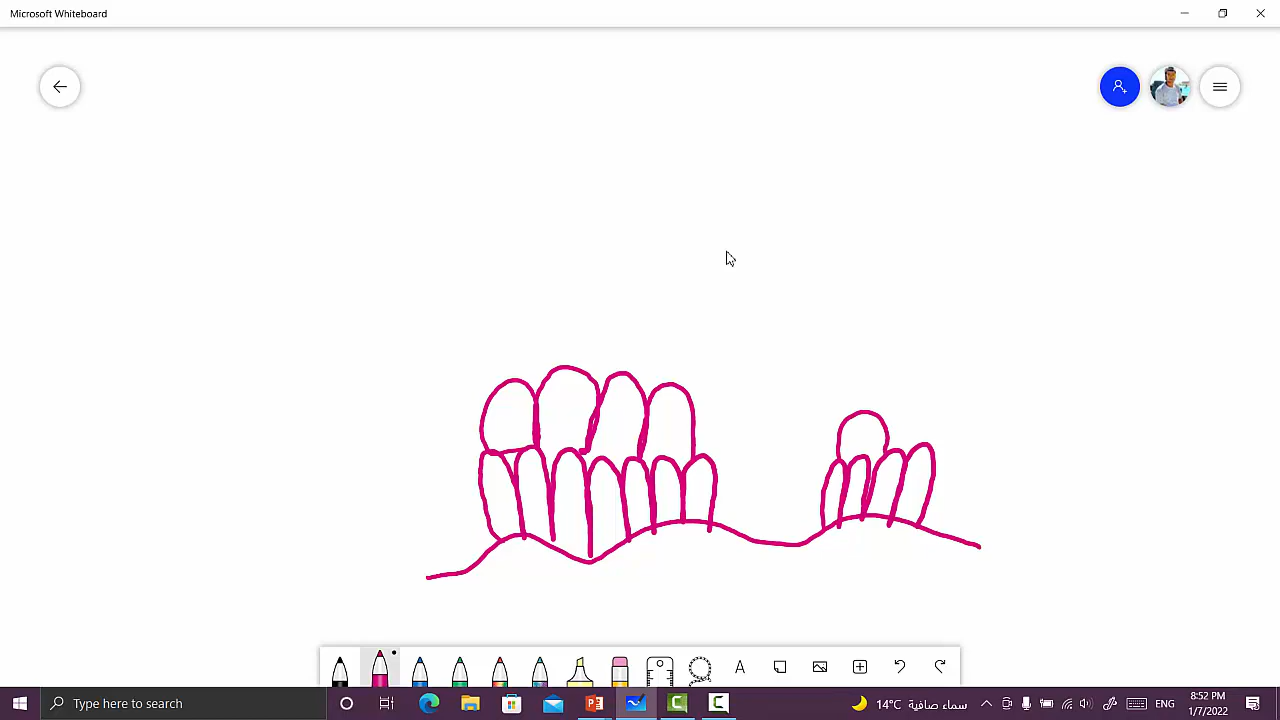 Microsoft Whiteboard
A
Type here to search
14°C سماء صافية
ENG
8:52 PM
1/7/2022